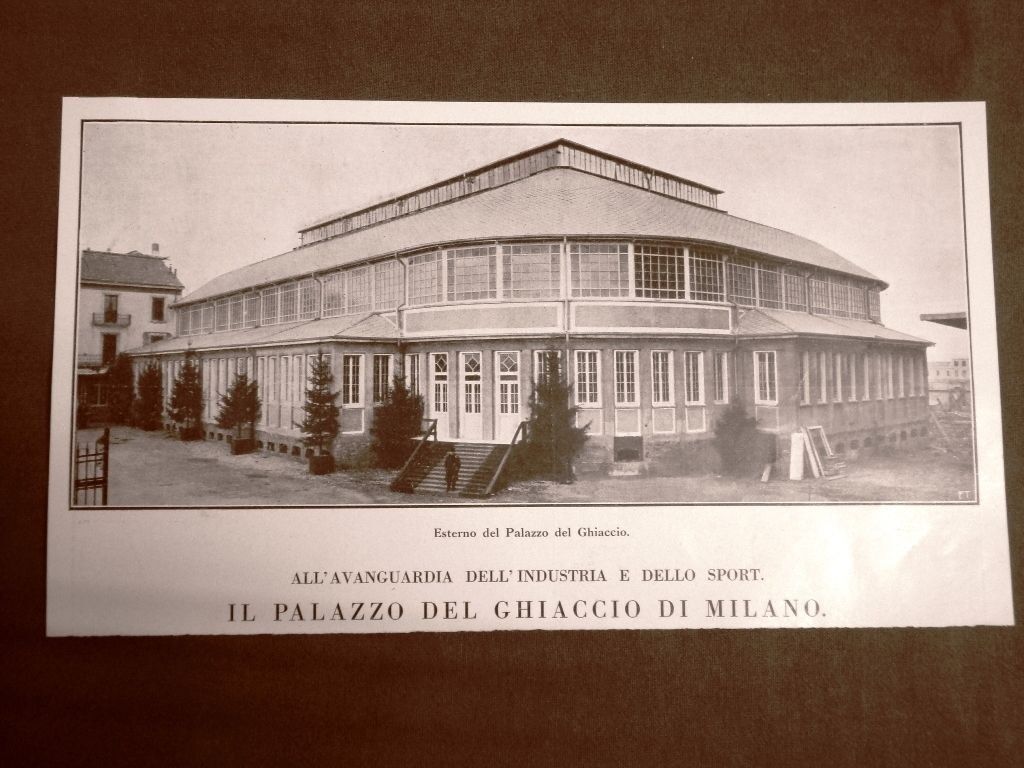 Esterno del Palazzo del Ghiaccio.
ALL'AVANGUARDIA DELL'INDUSTRIA E DELLO SPORT.
IL PALAZZO DEL GHIACCIO DI MILANO.